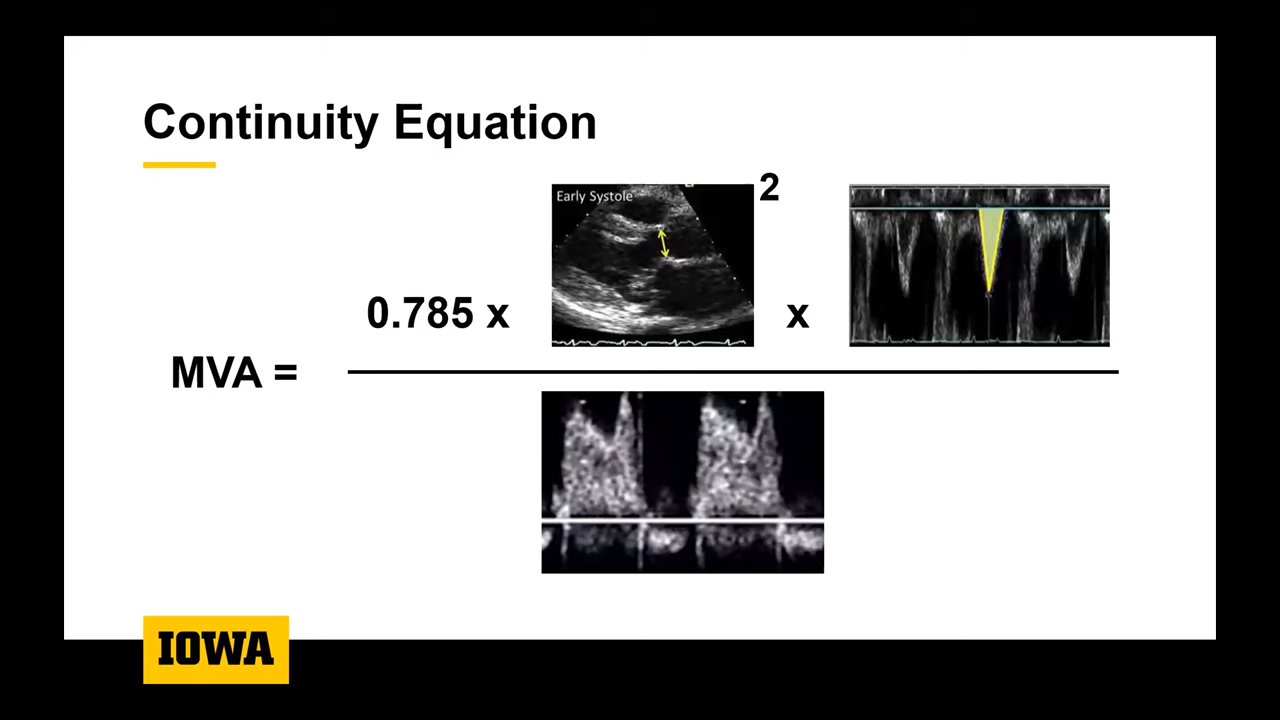 Continuity Equation
Early Systole
2
0.785 x
x
MVA =
IOWA